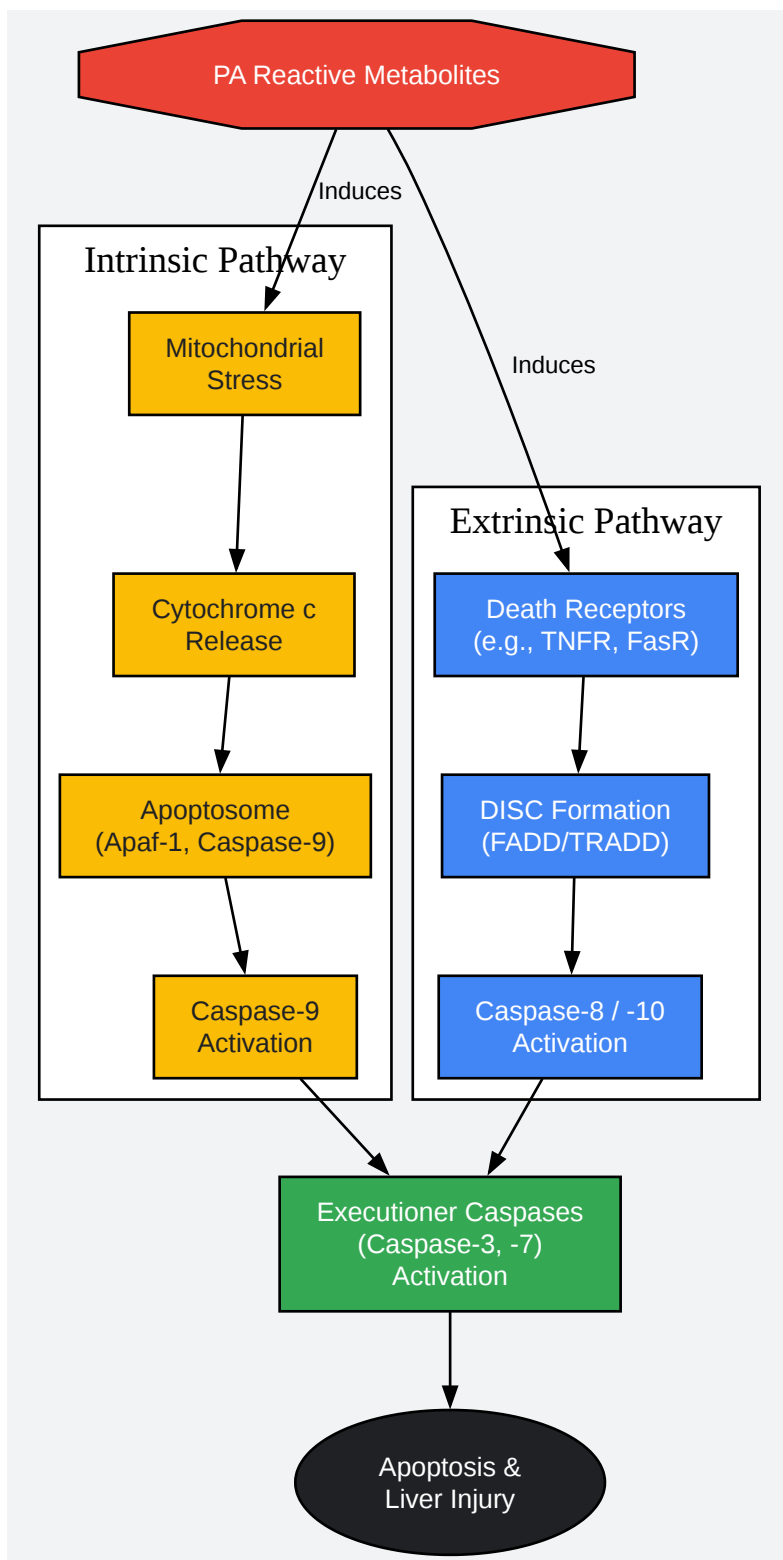 PA Reactive Metabolites
Induces
Intrinsic Pathway
Mitochondrial
Stress
Induces
Extrinsic Pathway
Cytochrome c
Release
Death Receptors
(e.g., TNFR, FasR)
Apoptosome
(Apaf-1, Caspase-9)
DISC Formation
(FADD/TRADD)
Caspase-9
Activation
Caspase-8 / -10
Activation
Executioner Caspases
(Caspase-3, -7)
Activation
Apoptosis &
Liver Injury